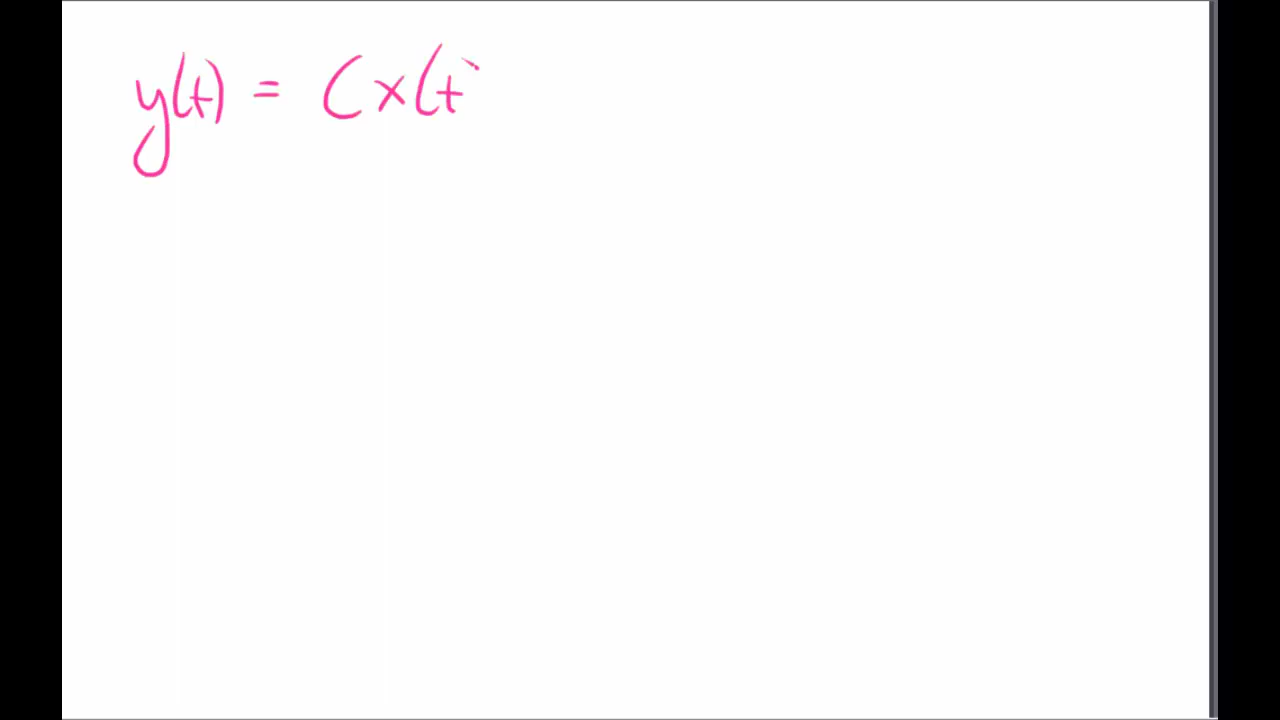 y(t) = Cx(t